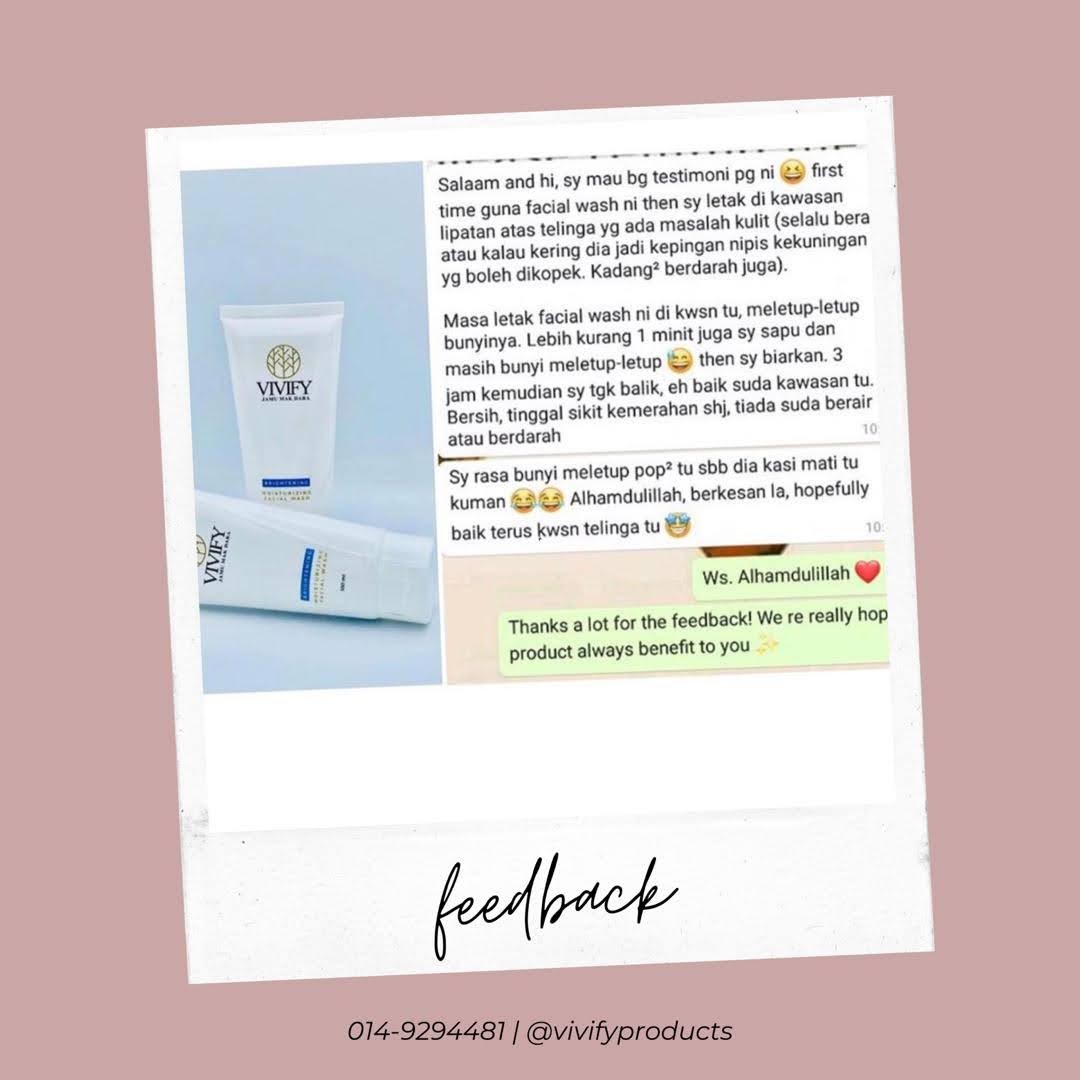 Salaam and hi, sy mau bg testimoni pg ni 😆 first
time guna facial wash ni then sy letak di kawasan
lipatan atas telinga yg ada masalah kulit (selalu bera
atau kalau kering dia jadi kepingan nipis kekuningan
yg boleh dikopek. Kadang² berdarah juga).
Masa letak facial wash ni di kwsn tu, meletup-letup
bunyinya. Lebih kurang 1 minit juga sy sapu dan
masih bunyi meletup-letup 😅 then sy biarkan. 3
jam kemudian sy tgk balik, eh baik suda kawasan tu.
Bersih, tinggal sikit kemerahan shj, tiada suda berair
atau berdarah
10:
Sy rasa bunyi meletup pop² tu sbb dia kasi mati tu
kuman 😂😂 Alhamdulillah, berkesan la, hopefully
baik terus kwsn telinga tu 🤩
10:
Ws. Alhamdulillah ❤️
Thanks a lot for the feedback! We re really hop
product always benefit to you ✨
VIVIFY
JAMU MAK DARA
BRIGHTENING
MOISTURIZING
FACIAL WASH
VIVIFY
JAMU MAK DARA
BRIGHTENING
MOISTURIZING
FACIAL WASH
100 ml
feedback
014-9294481 | @vivifyproducts